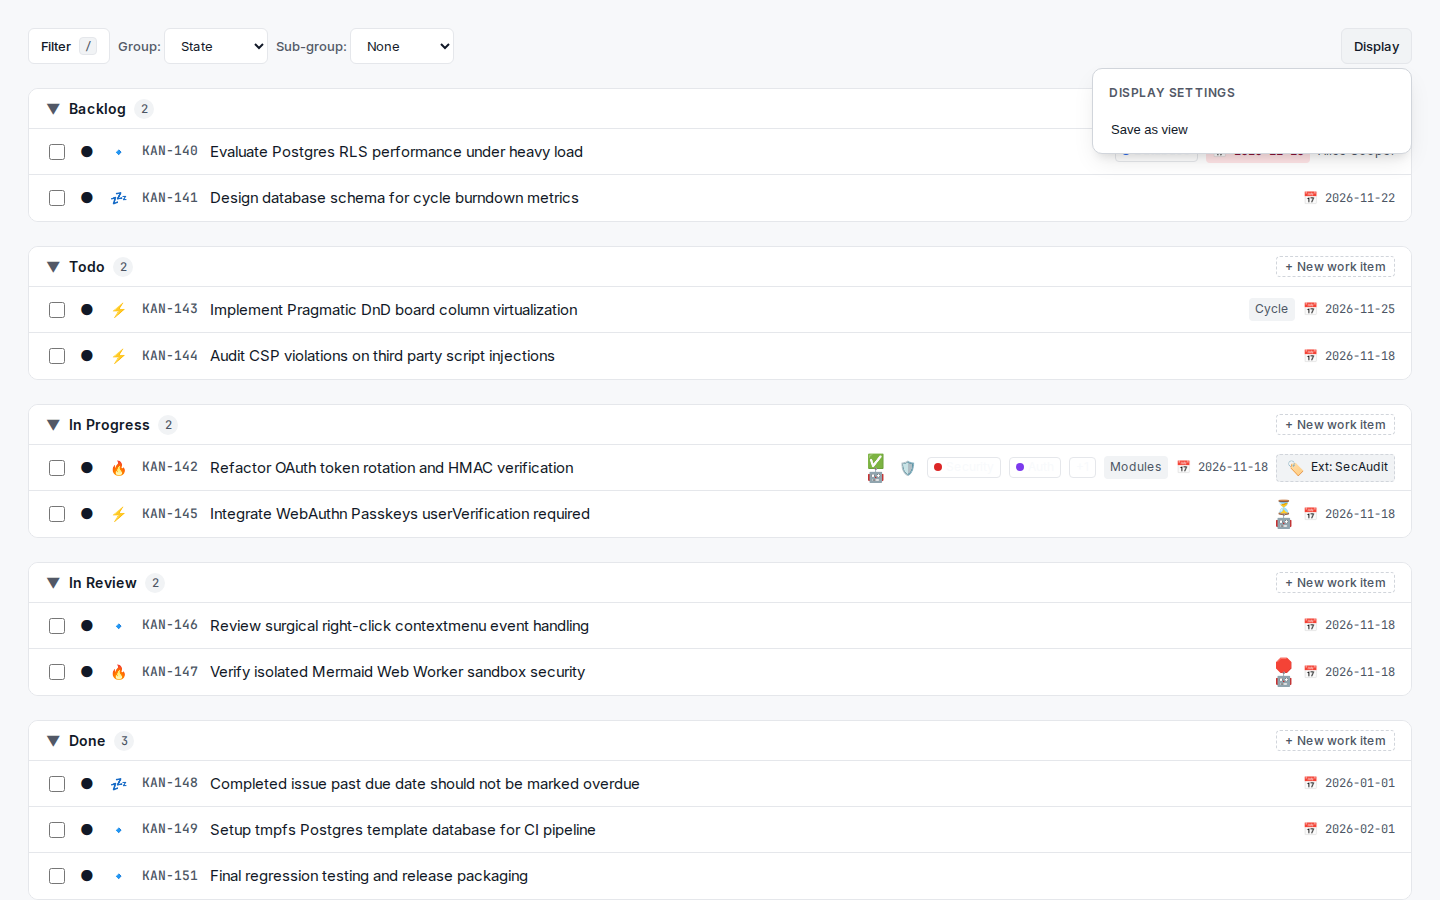 Filter /
Group: State
Sub-group: None
Display
DISPLAY SETTINGS
Save as view
Backlog 2
KAN-140 Evaluate Postgres RLS performance under heavy load
KAN-141 Design database schema for cycle burndown metrics 2026-11-22
Todo 2 + New work item
KAN-143 Implement Pragmatic DnD board column virtualization Cycle 2026-11-25
KAN-144 Audit CSP violations on third party script injections 2026-11-18
In Progress 2 + New work item
KAN-142 Refactor OAuth token rotation and HMAC verification Modules 2026-11-18 Ext: SecAudit
KAN-145 Integrate WebAuthn Passkeys userVerification required 2026-11-18
In Review 2 + New work item
KAN-146 Review surgical right-click contextmenu event handling 2026-11-18
KAN-147 Verify isolated Mermaid Web Worker sandbox security 2026-11-18
Done 3 + New work item
KAN-148 Completed issue past due date should not be marked overdue 2026-01-01
KAN-149 Setup tmpfs Postgres template database for CI pipeline 2026-02-01
KAN-151 Final regression testing and release packaging